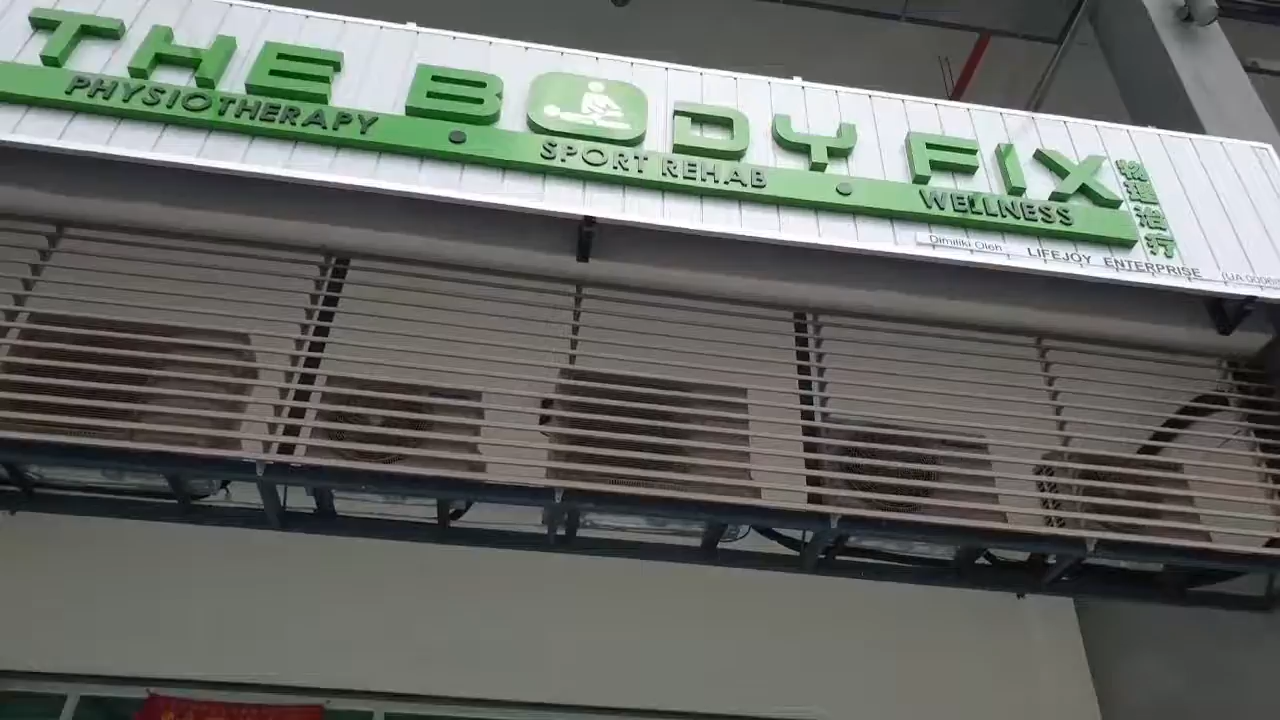 THE BODY FIX
PHYSIOTHERAPY • SPORT REHAB • WELLNESS
物理治疗
Dimiliki Oleh LIFEJOY ENTERPRISE